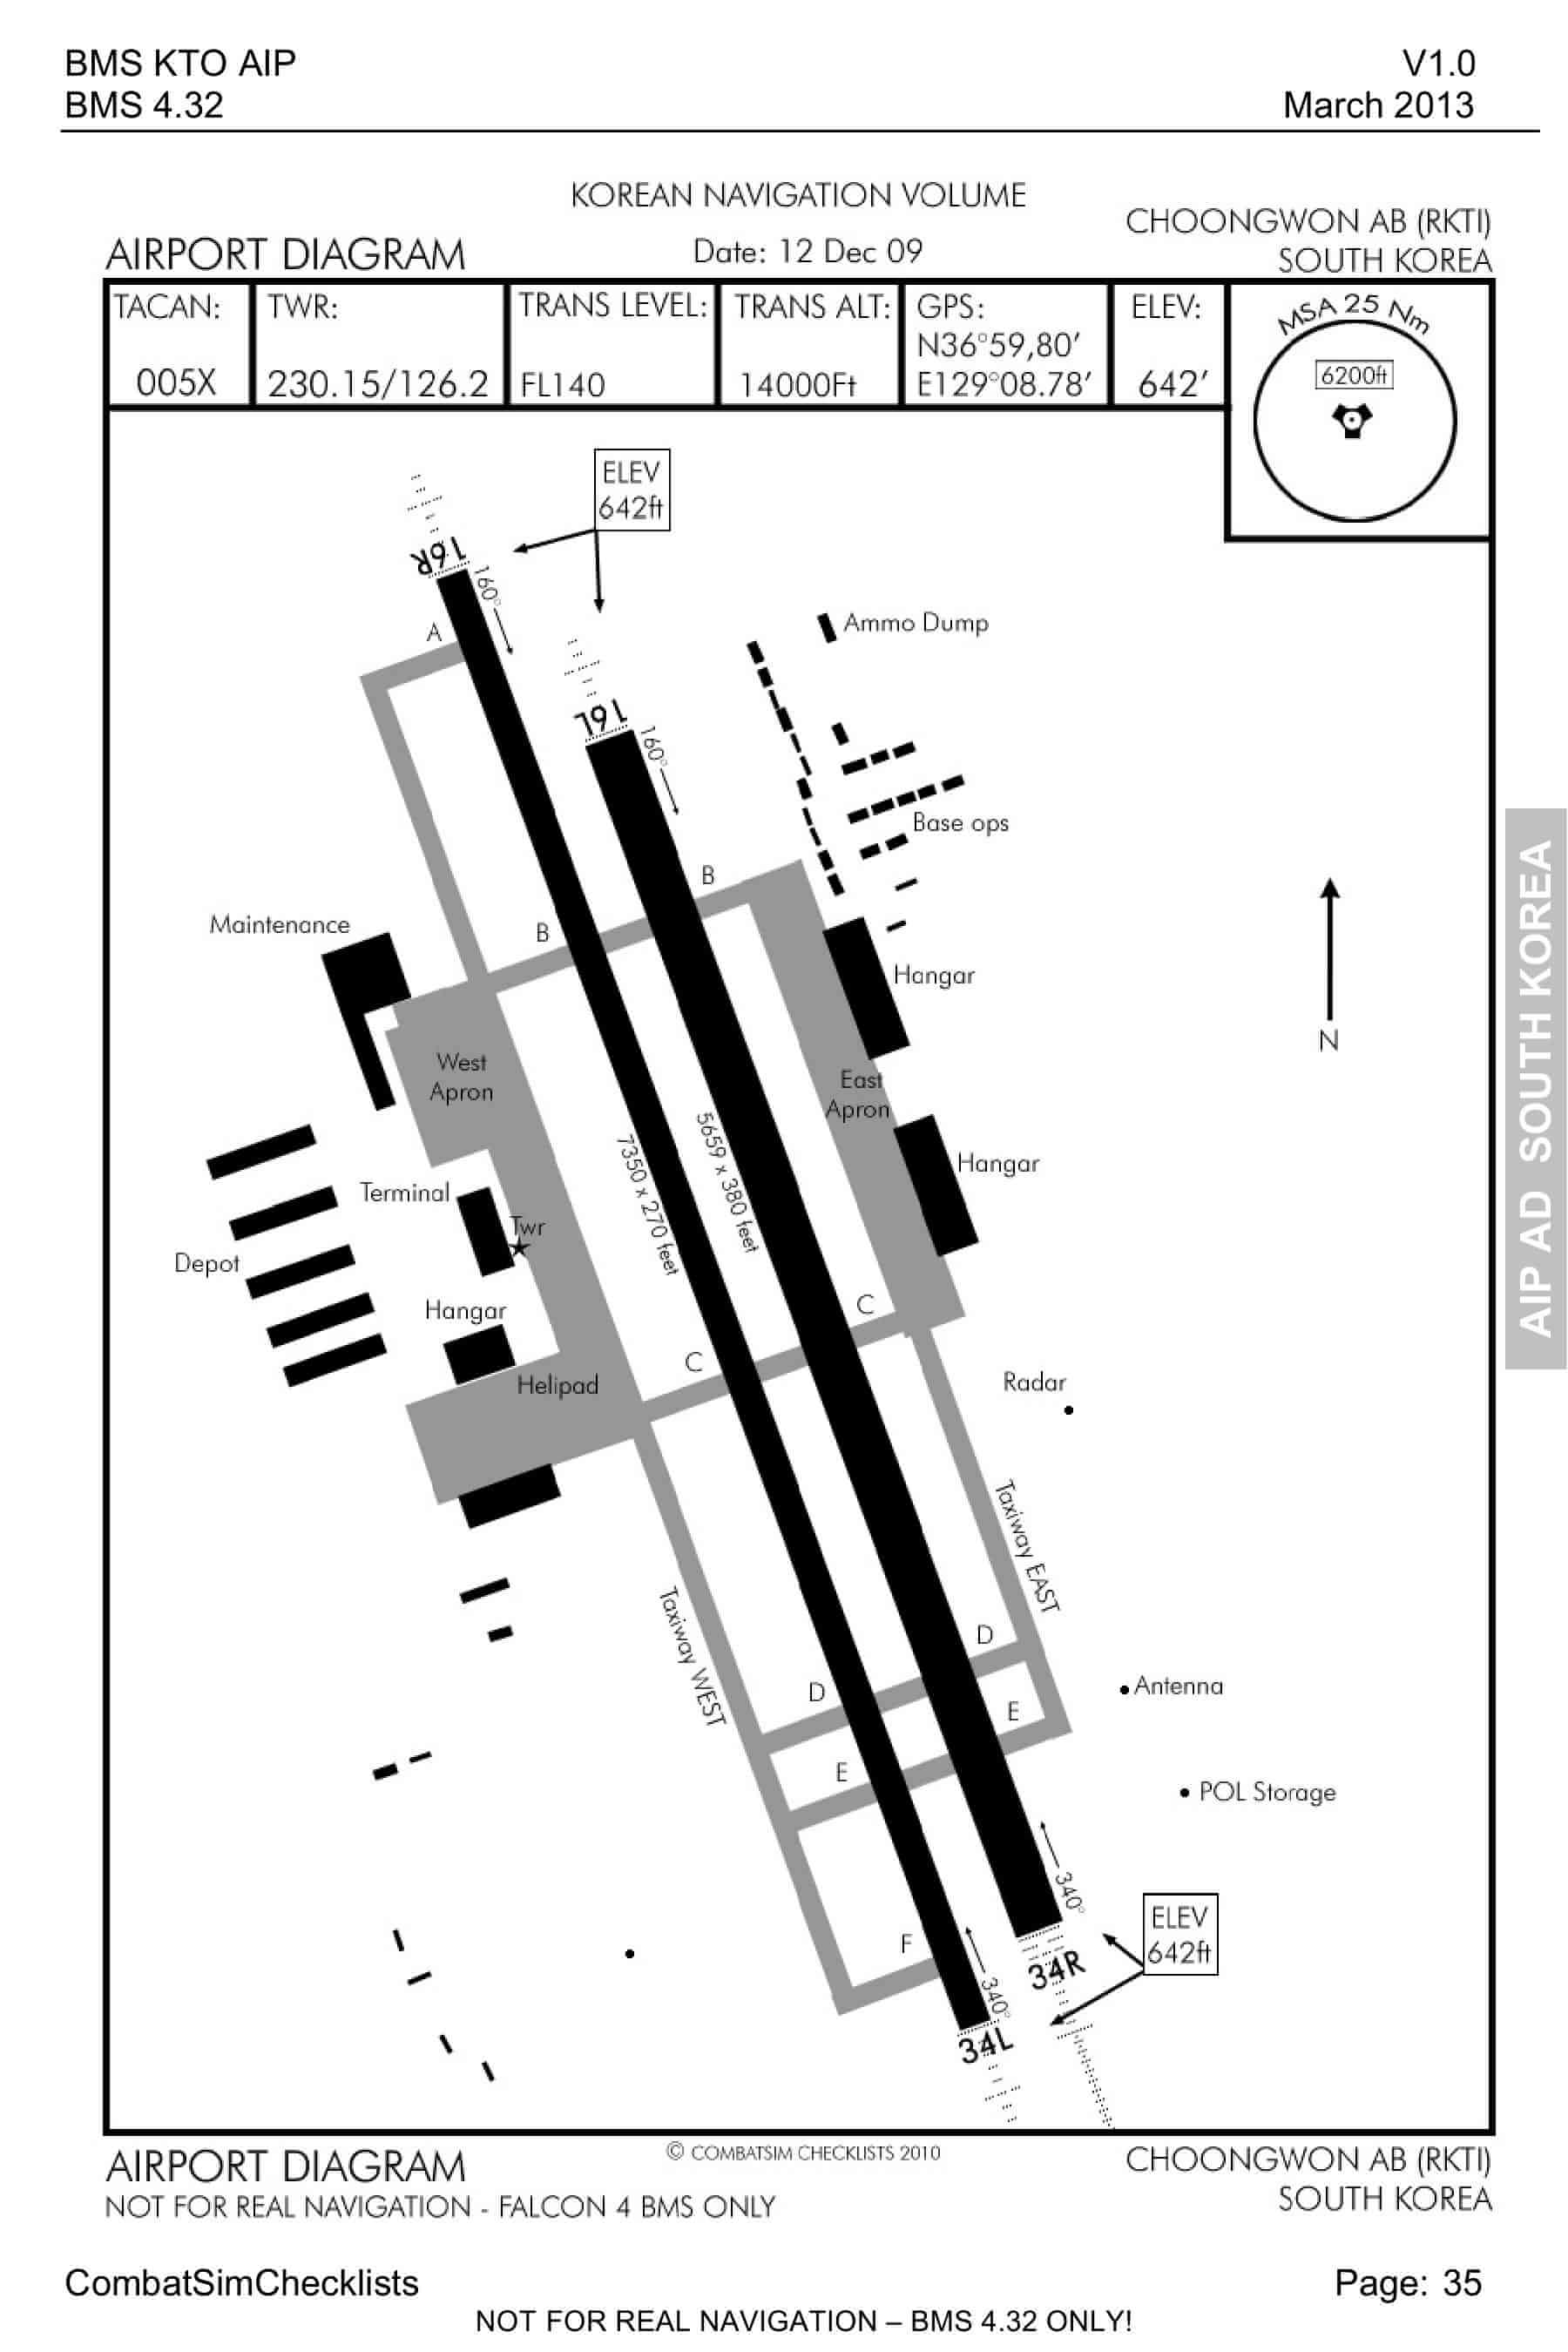 BMS KTO AIP
V1.0
BMS 4.32
March 2013
KOREAN NAVIGATION VOLUME
CHOONGWON AB (RKTI)
AIRPORT DIAGRAM
Date: 12 Dec 09
SOUTH KOREA
TACAN:
005X
TWR:
230.15/126.2
TRANS LEVEL:
FL140
TRANS ALT:
14000Ft
GPS:
N36°59,80′
E129°08.78′
ELEV:
642′
MSA 25 Nm
6200ft
ELEV
642ft
16R
160°
A
Ammo Dump
16L
160°
Base ops
B
B
Maintenance
Hangar
N
West
Apron
East
Apron
7350 x 270 feet
5659 x 380 feet
Hangar
Terminal
Twr
Depot
Hangar
C
C
Helipad
Radar
Taxiway EAST
Taxiway WEST
D
D
Antenna
E
E
POL Storage
340°
ELEV
642ft
F
34R
340°
34L
AIP AD SOUTH KOREA
AIRPORT DIAGRAM
© COMBATSIM CHECKLISTS 2010
CHOONGWON AB (RKTI)
NOT FOR REAL NAVIGATION - FALCON 4 BMS ONLY
SOUTH KOREA
CombatSimChecklists
Page: 35
NOT FOR REAL NAVIGATION – BMS 4.32 ONLY!